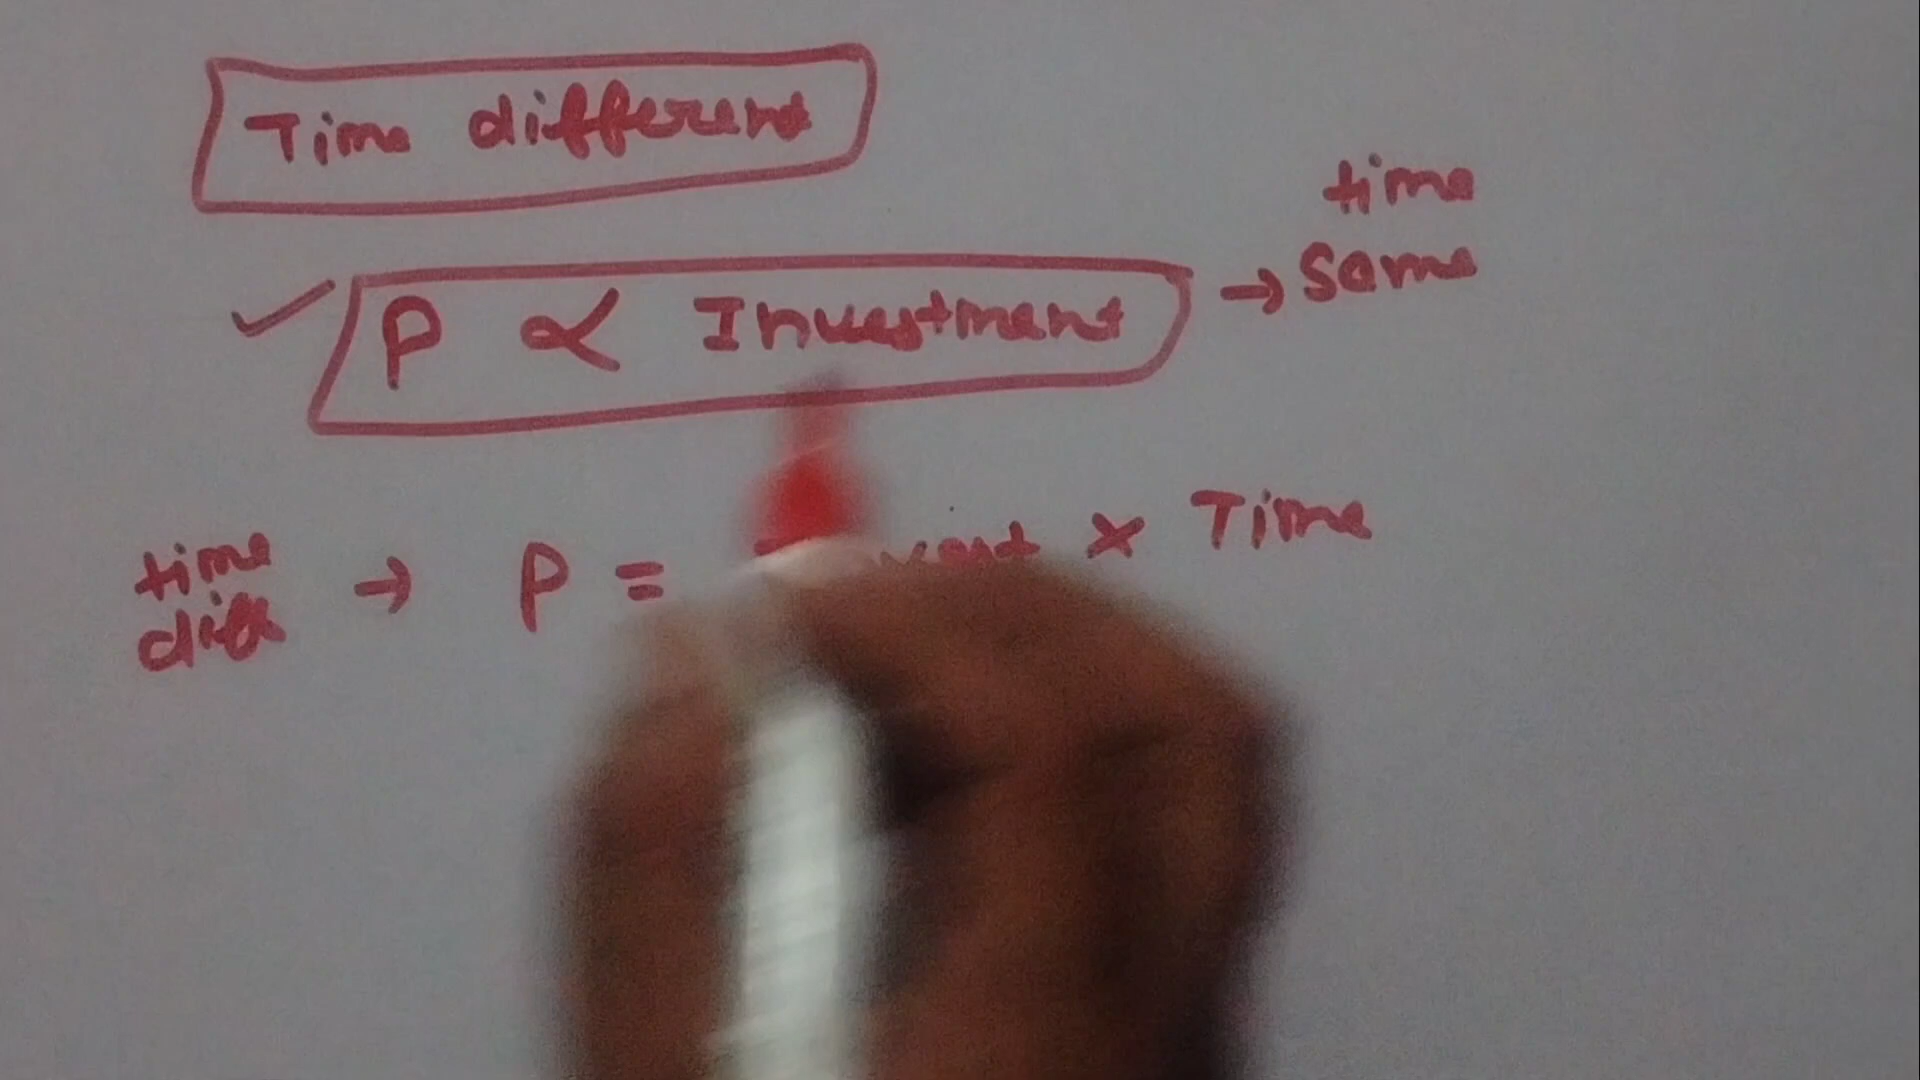 Time different
P ∝ Investment → time same
time diff → P = × Time